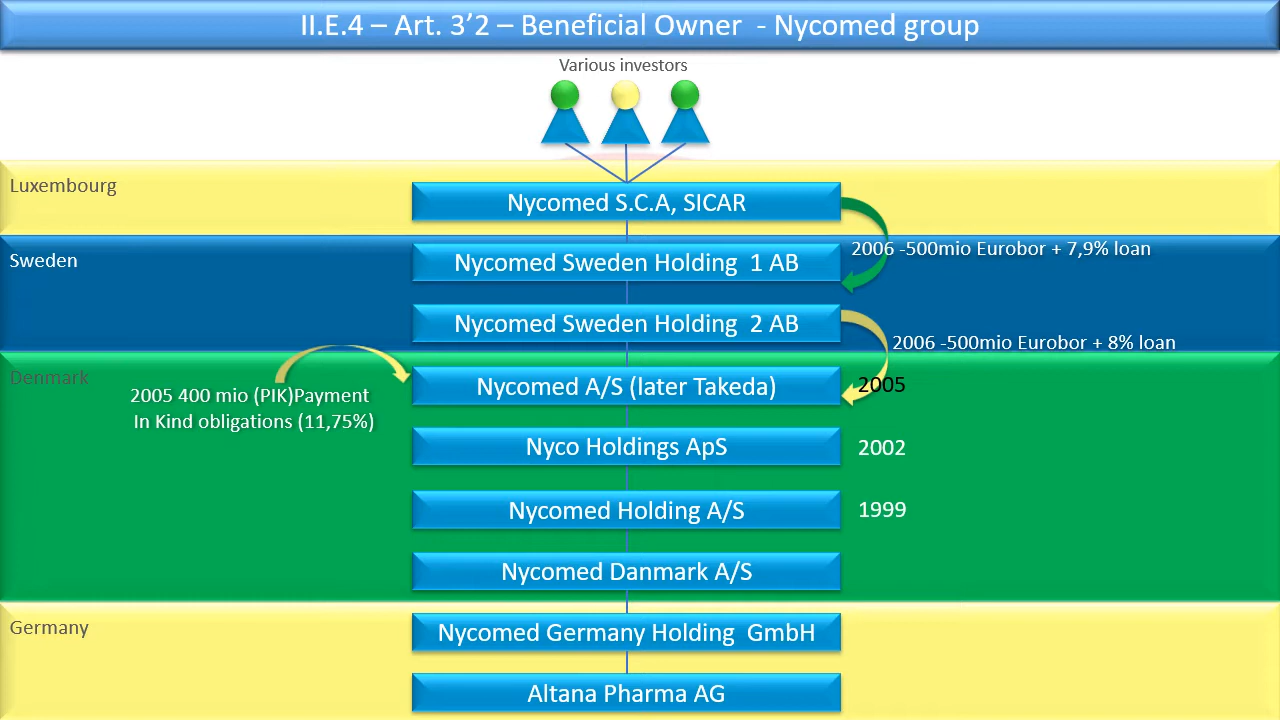 II.E.4 – Art. 3’2 – Beneficial Owner - Nycomed group
Various investors
Luxembourg
Nycomed S.C.A, SICAR
2006 -500mio Eurobor + 7,9% loan
Sweden
Nycomed Sweden Holding 1 AB
Nycomed Sweden Holding 2 AB
2006 -500mio Eurobor + 8% loan
Denmark
Nycomed A/S (later Takeda)
2005
2005 400 mio (PIK)Payment
In Kind obligations (11,75%)
Nyco Holdings ApS
2002
Nycomed Holding A/S
1999
Nycomed Danmark A/S
Germany
Nycomed Germany Holding GmbH
Altana Pharma AG